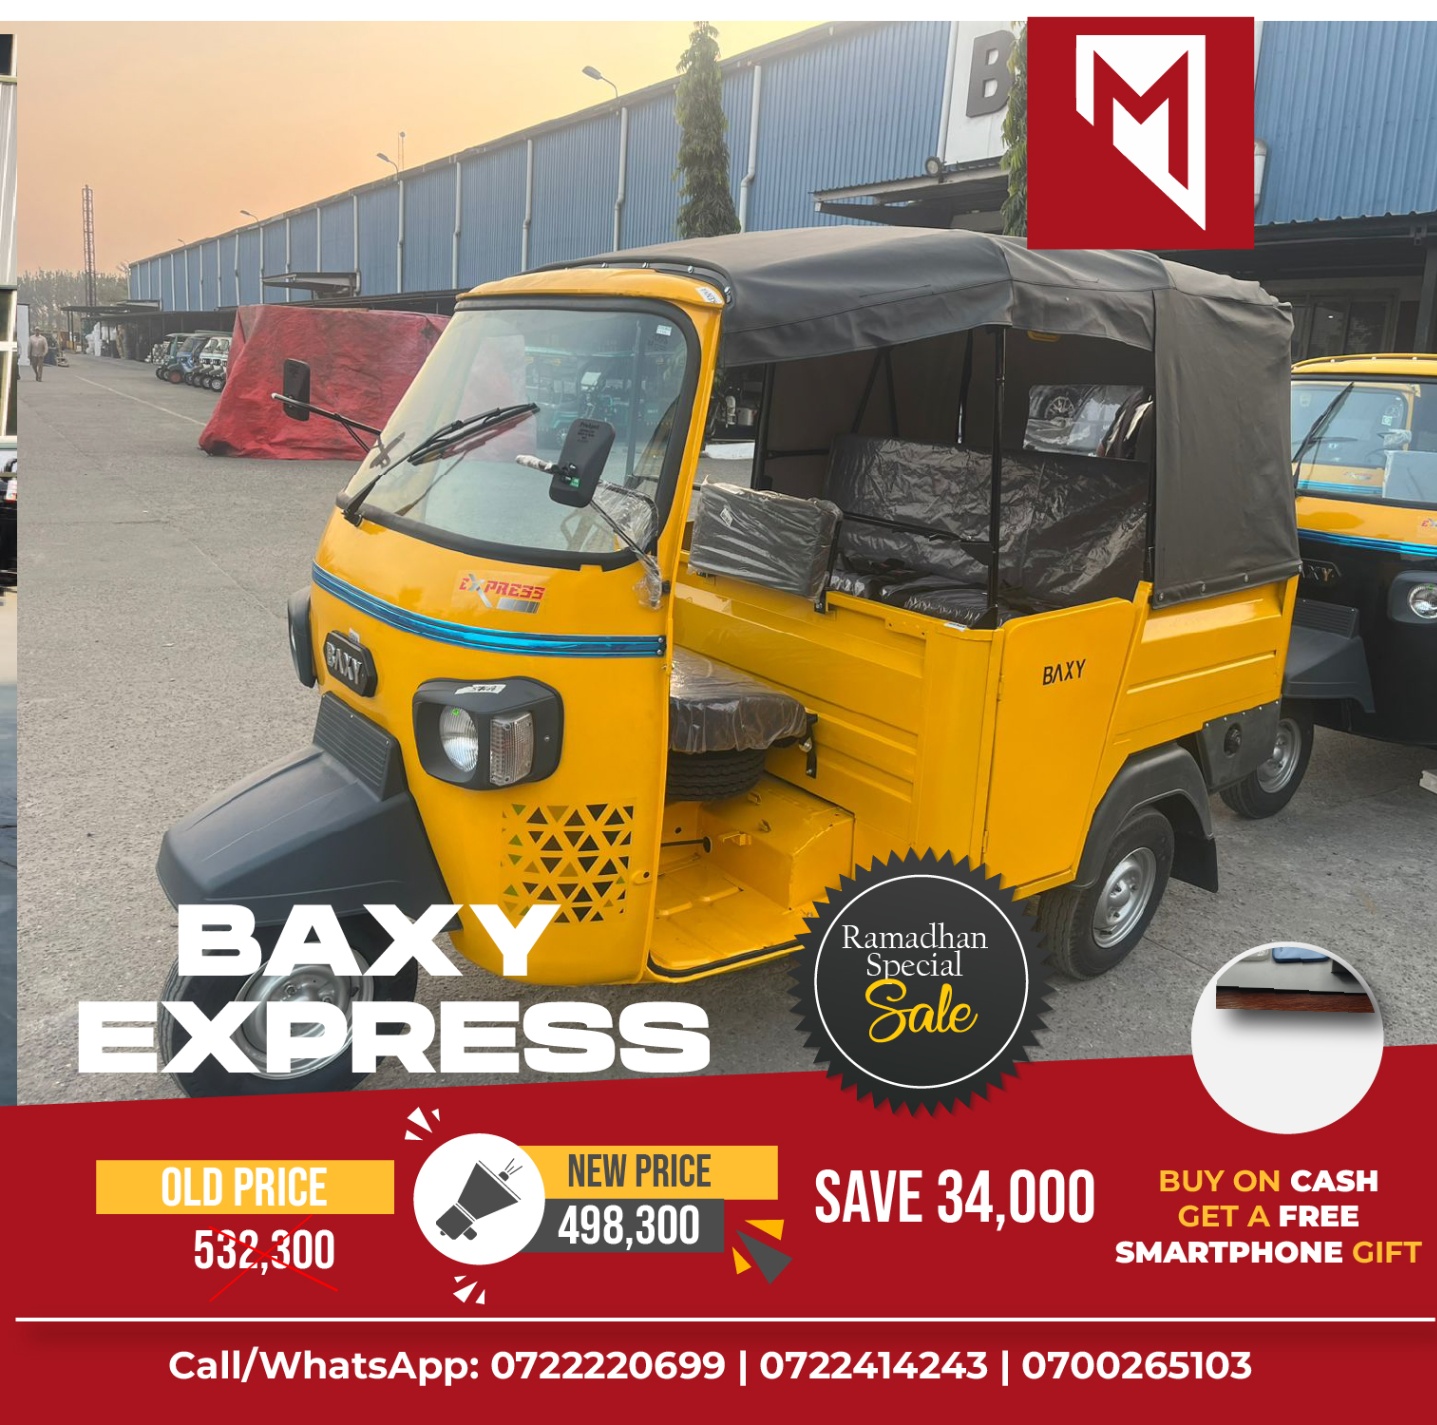 B
EXPRESS
BAXY
BAXY
BAXY
EXPRESS
Ramadhan
Special
Sale
OLD PRICE
532,300
NEW PRICE
498,300
SAVE 34,000
BUY ON CASH
GET A FREE
SMARTPHONE GIFT
Call/WhatsApp: 0722220699 | 0722414243 | 0700265103